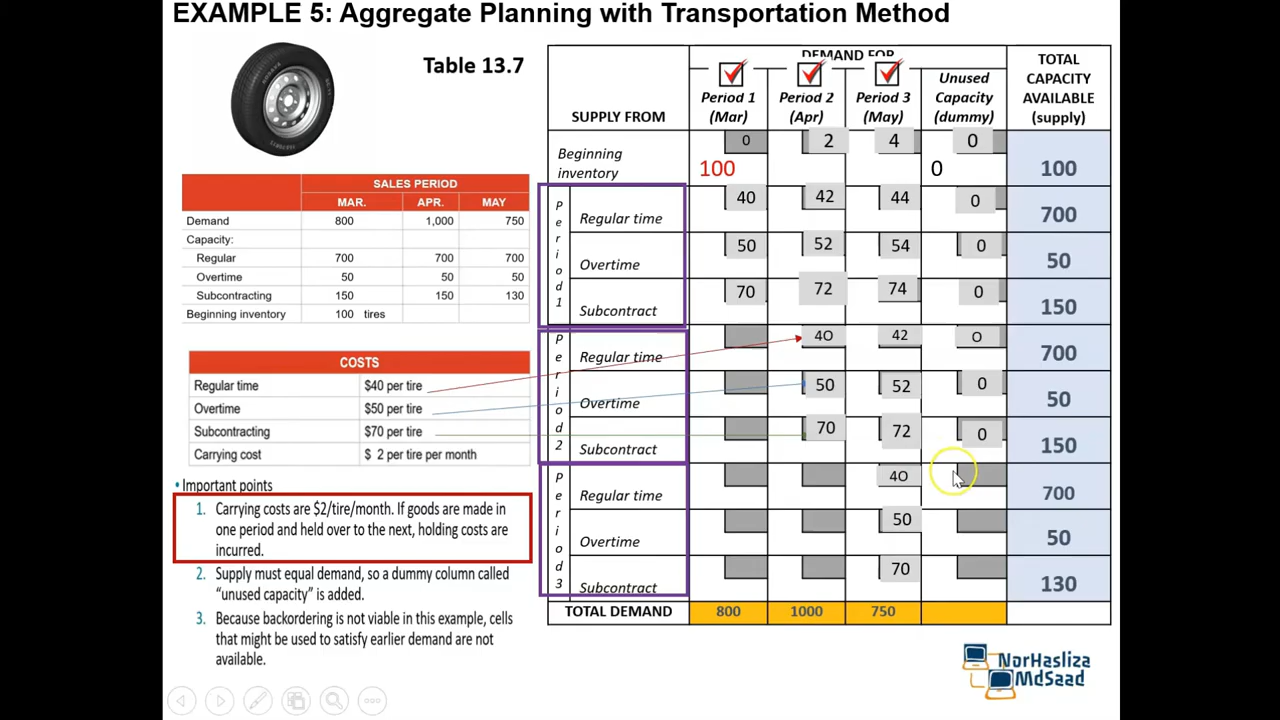 EXAMPLE 5: Aggregate Planning with Transportation Method
Table 13.7
SALES PERIOD
MAR. APR. MAY
Demand 800 1,000 750
Capacity:
Regular 700 700 700
Overtime 50 50 50
Subcontracting 150 150 130
Beginning inventory 100 tires
COSTS
Regular time $40 per tire
Overtime $50 per tire
Subcontracting $70 per tire
Carrying cost $ 2 per tire per month
• Important points
1. Carrying costs are $2/tire/month. If goods are made in
one period and held over to the next, holding costs are
incurred.
2. Supply must equal demand, so a dummy column called
“unused capacity” is added.
3. Because backordering is not viable in this example, cells
that might be used to satisfy earlier demand are not
available.
DEMAND FOR
SUPPLY FROM
Period 1
(Mar)
Period 2
(Apr)
Period 3
(May)
Unused
Capacity
(dummy)
TOTAL
CAPACITY
AVAILABLE
(supply)
Beginning
inventory
0 2 4 0
100 0 100
Period 1
Regular time 40 42 44 0 700
Overtime 50 52 54 0 50
Subcontract 70 72 74 0 150
Period 2
Regular time 40 42 0 700
Overtime 50 52 0 50
Subcontract 70 72 0 150
Period 3
Regular time 40 700
Overtime 50 50
Subcontract 70 130
TOTAL DEMAND 800 1000 750
NorHasliza
MdSaad